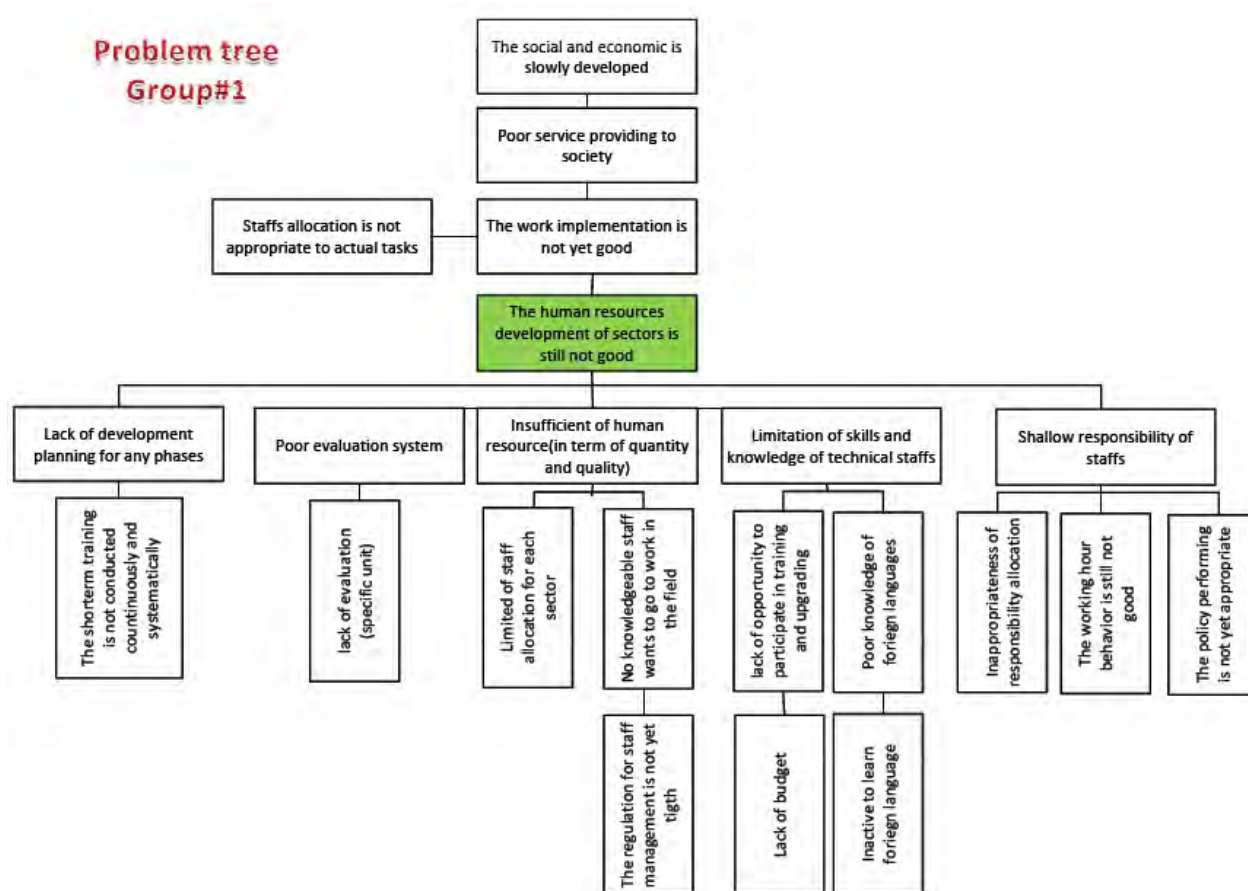 Problem tree
Group#1
The social and economic is
slowly developed
Poor service providing to
society
Staffs allocation is not
appropriate to actual tasks
The work implementation is
not yet good
The human resources
development of sectors is
still not good
Lack of development
planning for any phases
Poor evaluation system
Insufficient of human
resource(in term of quantity
and quality)
Limitation of skills and
knowledge of technical staffs
Shallow responsibility of
staffs
The shorterm training
is not conducted
countinuously and
systematically
lack of evaluation
(specific unit)
Limited of staff
allocation for each
sector
No knowledgeable staff
wants to go to work in
the field
lack of opportunity to
participate in training
and upgrading
Poor knowledge of
foriegn languages
Inappropriateness of
responsibility allocation
The working hour
behavior is still not
good
The policy performing
is not yet appropriate
The regulation for staff
management is not yet
tigth
Lack of budget
Inactive to learn
foriegn language